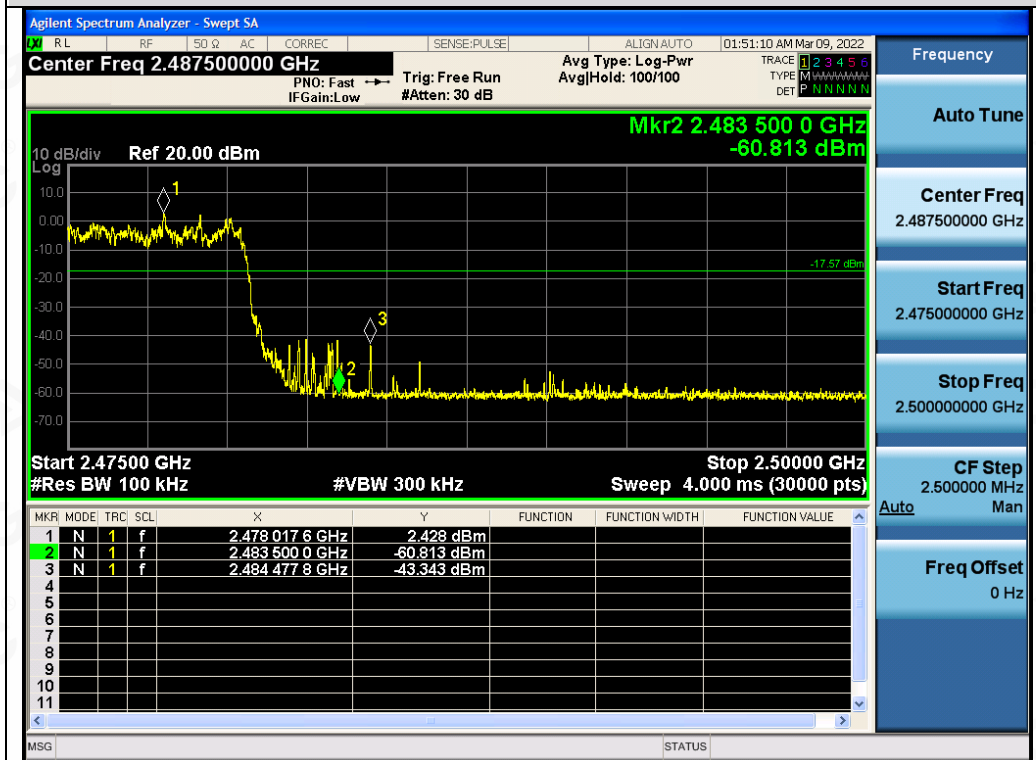 Agilent Spectrum Analyzer - Swept SA
LXI RL RF 50 Ω AC CORREC SENSE:PULSE ALIGN AUTO 01:51:10 AM Mar 09, 2022
Center Freq 2.487500000 GHz
PNO: Fast
IFGain:Low
Trig: Free Run
#Atten: 30 dB
Avg Type: Log-Pwr
Avg|Hold: 100/100
TRACE 1 2 3 4 5 6
TYPE M
DET P N N N N N
Mkr2 2.483 500 0 GHz
-60.813 dBm
10 dB/div Ref 20.00 dBm
Log
10.0
0.00
-10.0
-20.0
-30.0
-40.0
-50.0
-60.0
-70.0
1
2
3
-17.57 dBm
Start 2.47500 GHz Stop 2.50000 GHz
#Res BW 100 kHz #VBW 300 kHz Sweep 4.000 ms (30000 pts)
MKR MODE TRC SCL X Y FUNCTION FUNCTION WIDTH FUNCTION VALUE
1 N 1 f 2.478 017 6 GHz 2.428 dBm
2 N 1 f 2.483 500 0 GHz -60.813 dBm
3 N 1 f 2.484 477 8 GHz -43.343 dBm
4
5
6
7
8
9
10
11
MSG STATUS
Frequency
Auto Tune
Center Freq
2.487500000 GHz
Start Freq
2.475000000 GHz
Stop Freq
2.500000000 GHz
CF Step
2.500000 MHz
Auto Man
Freq Offset
0 Hz